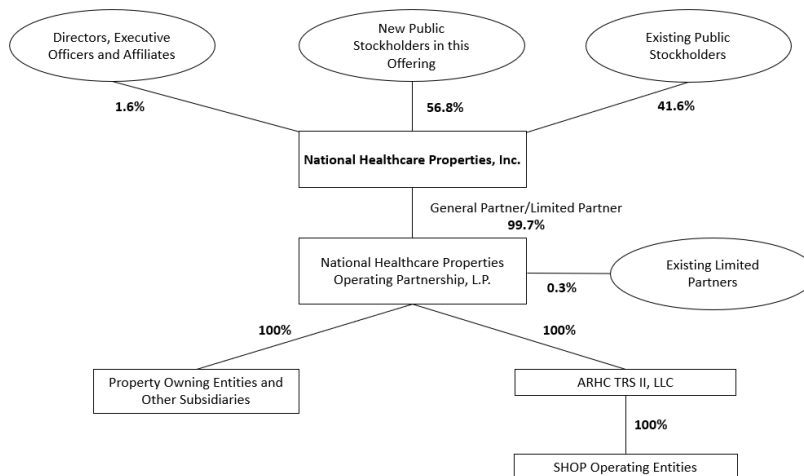 Directors, Executive
Officers and Affiliates
New Public
Stockholders in this
Offering
Existing Public
Stockholders
1.6%
56.8%
41.6%
National Healthcare Properties, Inc.
General Partner/Limited Partner
99.7%
National Healthcare Properties
Operating Partnership, L.P.
0.3%
Existing Limited
Partners
100%
100%
Property Owning Entities and
Other Subsidiaries
ARHC TRS II, LLC
100%
SHOP Operating Entities